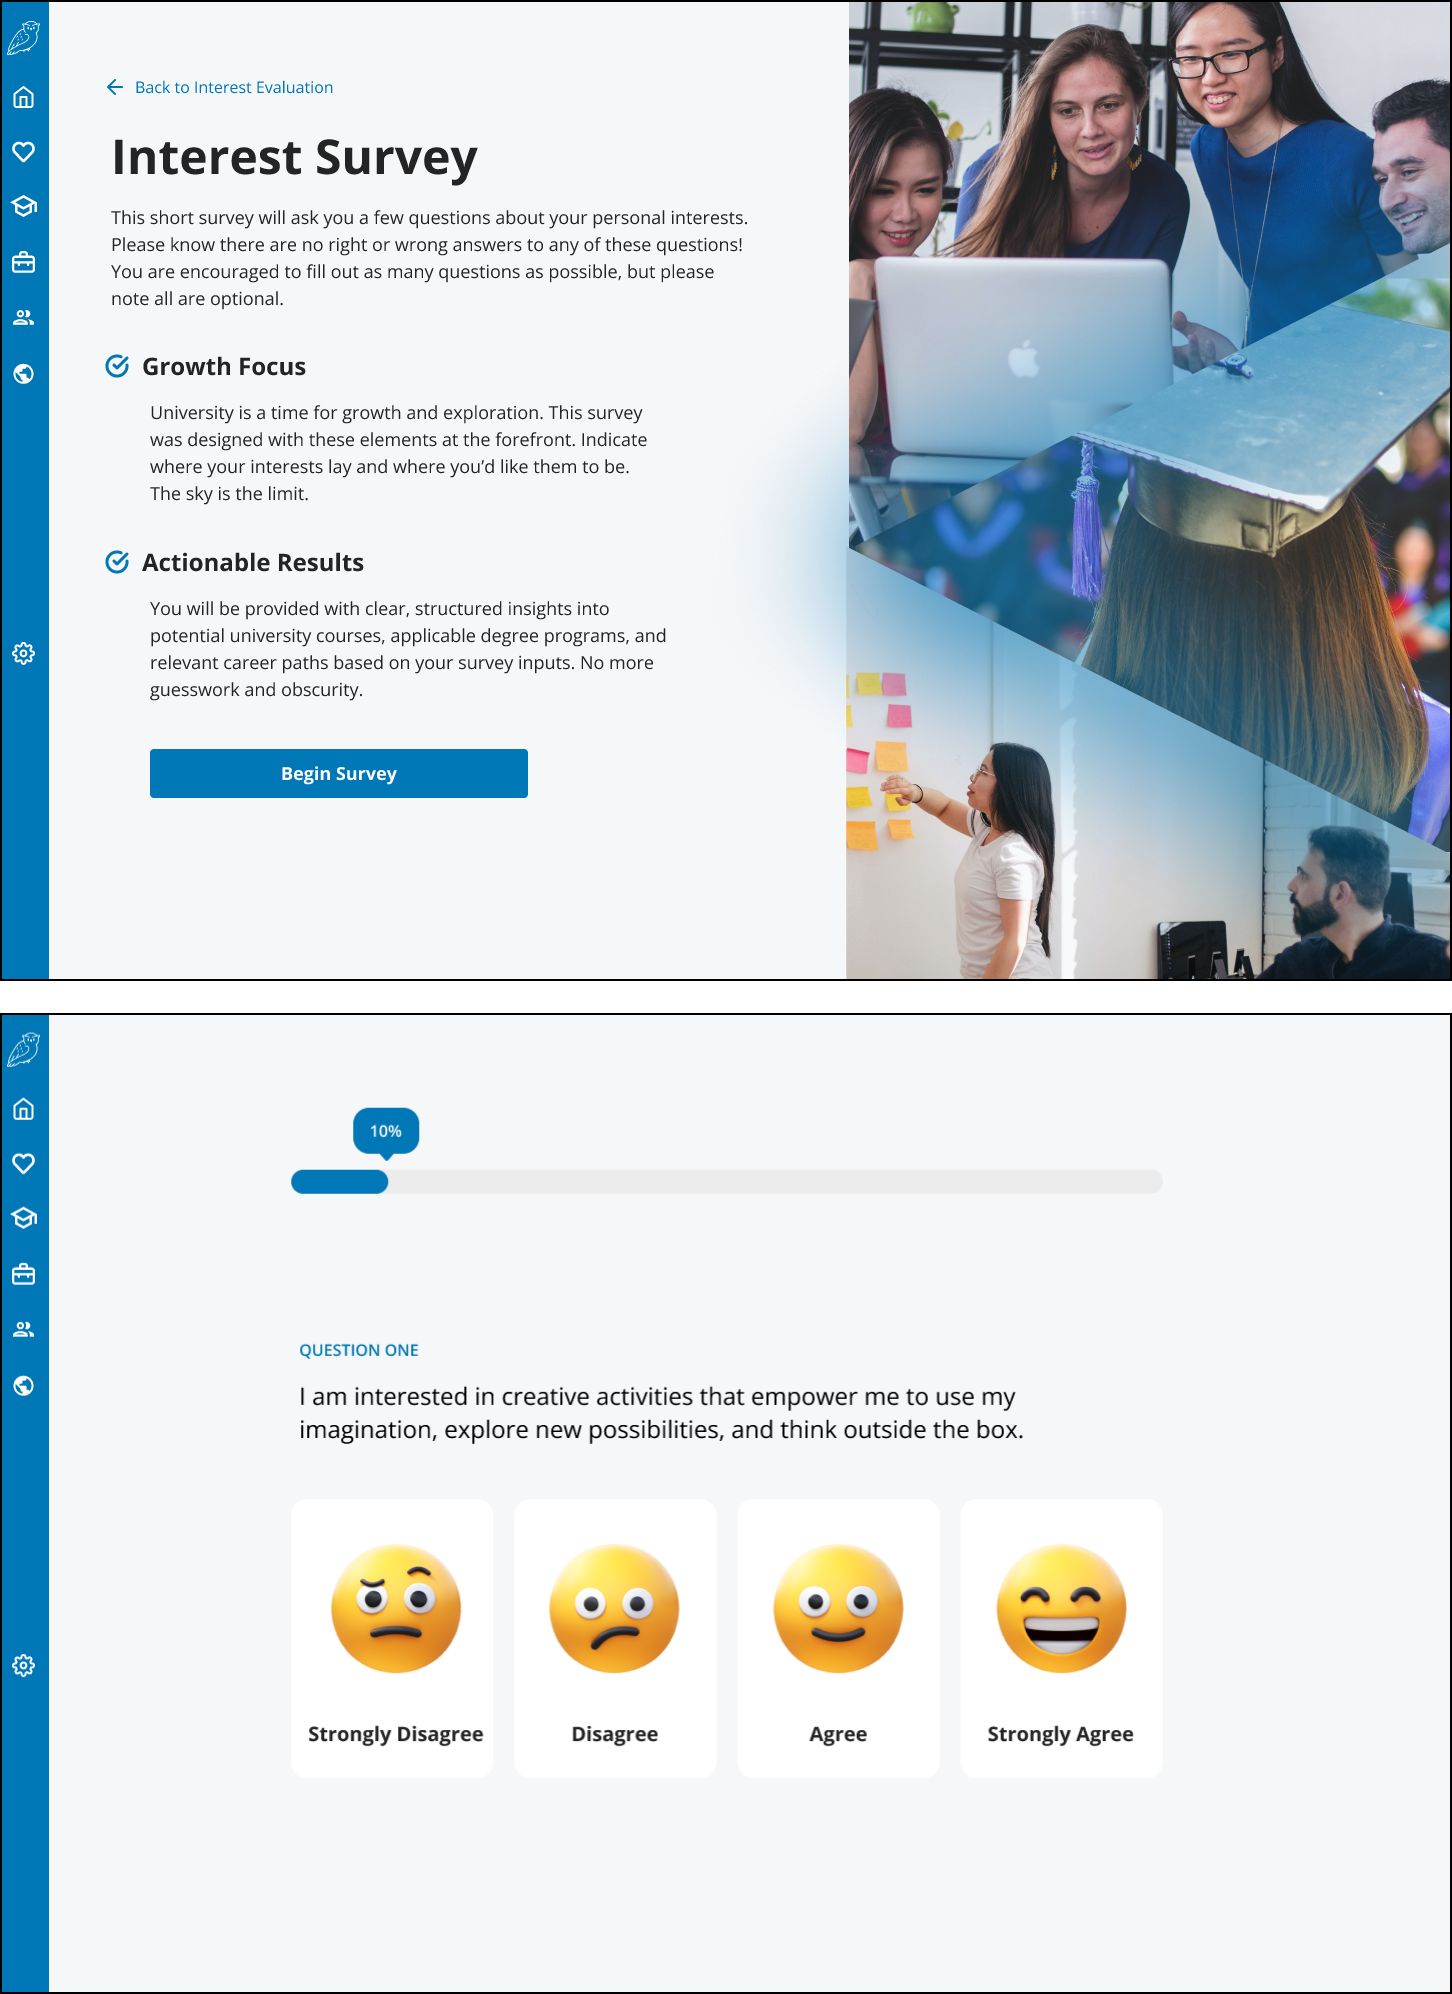 Back to Interest Evaluation
Interest Survey
This short survey will ask you a few questions about your personal interests.
Please know there are no right or wrong answers to any of these questions!
You are encouraged to fill out as many questions as possible, but please
note all are optional.
Growth Focus
University is a time for growth and exploration. This survey
was designed with these elements at the forefront. Indicate
where your interests lay and where you’d like them to be.
The sky is the limit.
Actionable Results
You will be provided with clear, structured insights into
potential university courses, applicable degree programs, and
relevant career paths based on your survey inputs. No more
guesswork and obscurity.
Begin Survey
10%
QUESTION ONE
I am interested in creative activities that empower me to use my
imagination, explore new possibilities, and think outside the box.
Strongly Disagree
Disagree
Agree
Strongly Agree